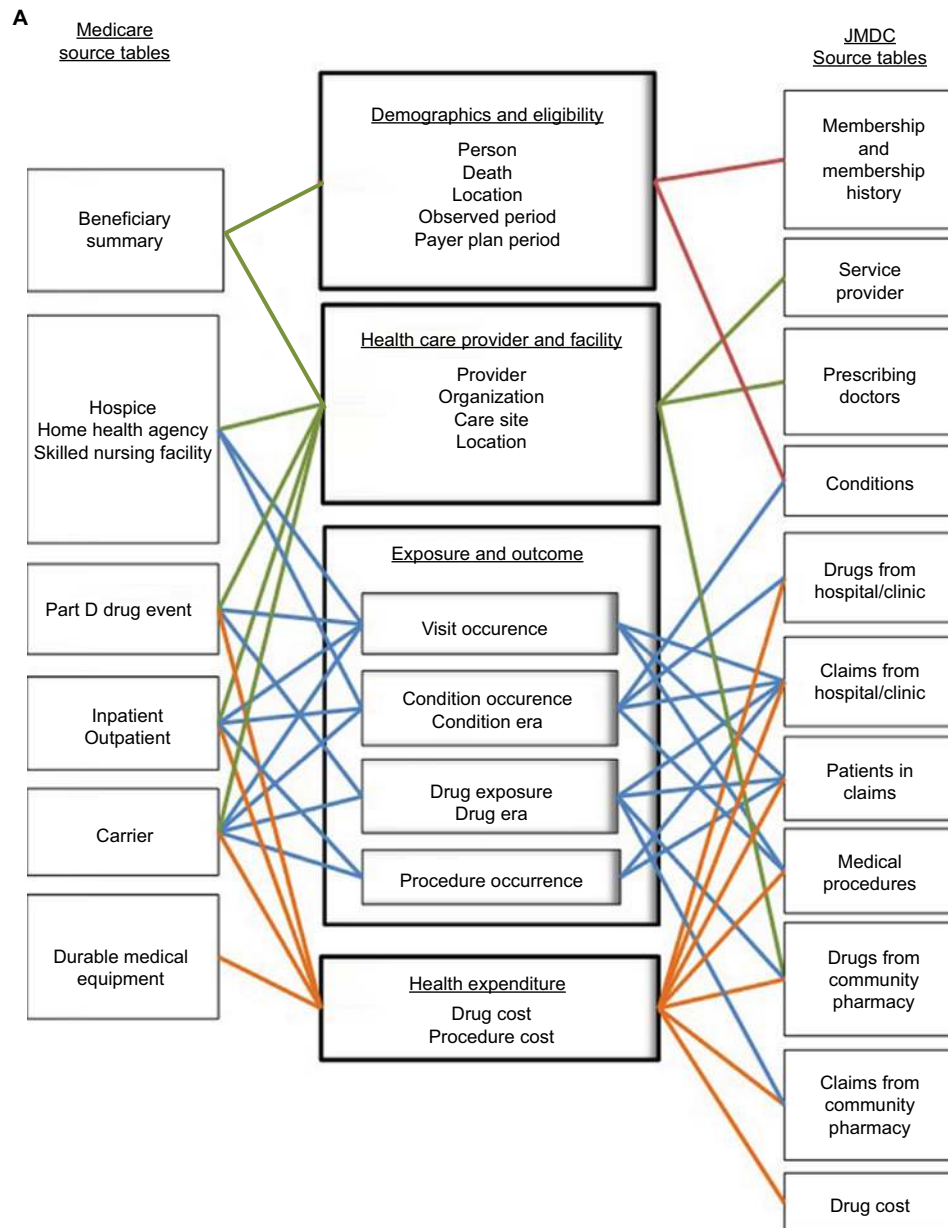 A
Medicare
source tables
Beneficiary
summary
Hospice
Home health agency
Skilled nursing facility
Part D drug event
Inpatient
Outpatient
Carrier
Durable medical
equipment
Demographics and eligibility
Person
Death
Location
Observed period
Payer plan period
Health care provider and facility
Provider
Organization
Care site
Location
Exposure and outcome
Visit occurence
Condition occurence
Condition era
Drug exposure
Drug era
Procedure occurrence
Health expenditure
Drug cost
Procedure cost
JMDC
Source tables
Membership
and
membership
history
Service
provider
Prescribing
doctors
Conditions
Drugs from
hospital/clinic
Claims from
hospital/clinic
Patients in
claims
Medical
procedures
Drugs from
community
pharmacy
Claims from
community
pharmacy
Drug cost